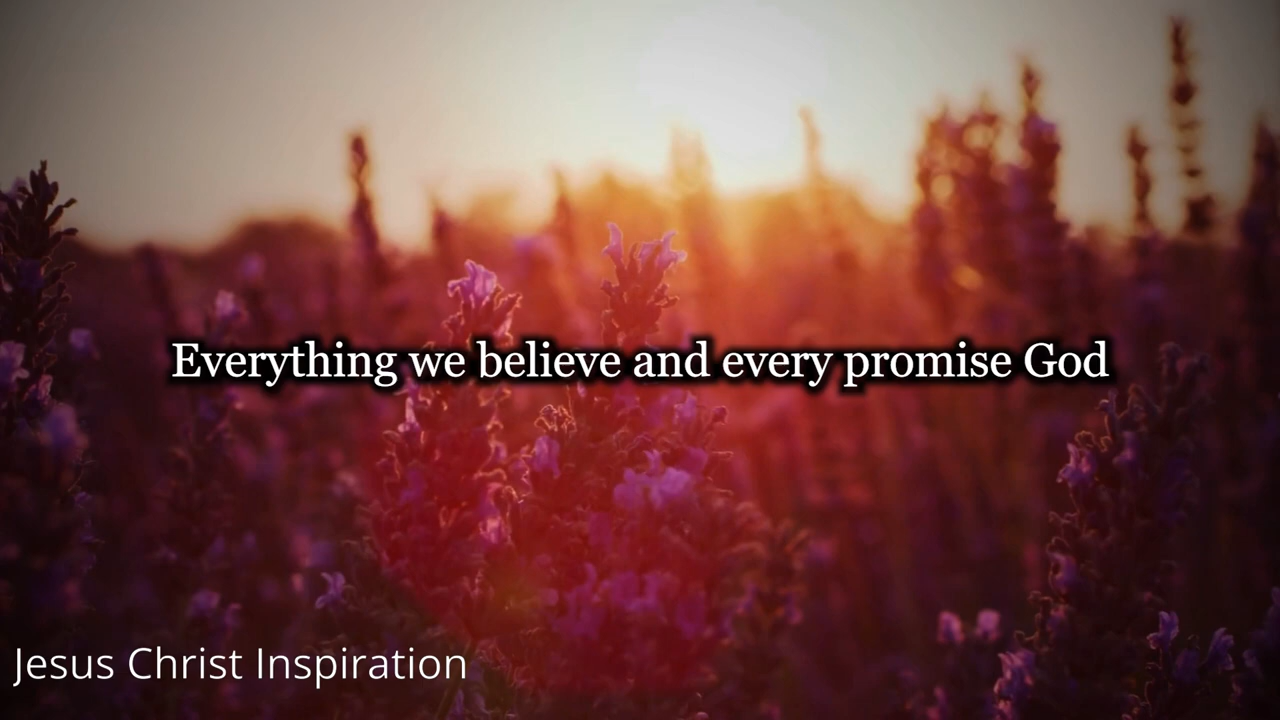 Everything we believe and every promise God
Jesus Christ Inspiration